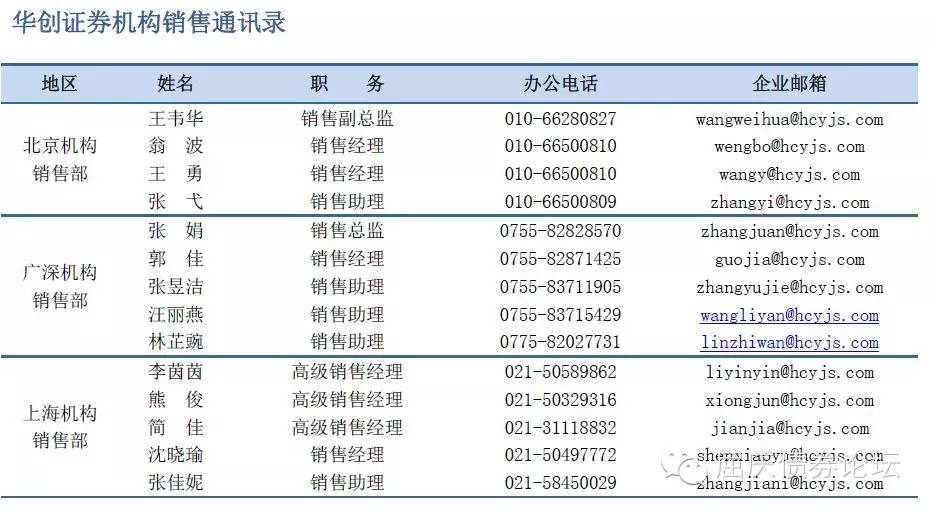 华创证券机构销售通讯录
地区 姓名 职 务 办公电话 企业邮箱
北京机构销售部
王韦华 销售副总监 010-66280827 wangweihua@hcyjs.com
翁 波 销售经理 010-66500810 wengbo@hcyjs.com
王 勇 销售经理 010-66500810 wangy@hcyjs.com
张 弋 销售助理 010-66500809 zhangyi@hcyjs.com
广深机构销售部
张 娟 销售总监 0755-82828570 zhangjuan@hcyjs.com
郭 佳 销售经理 0755-82871425 guojia@hcyjs.com
张昱洁 销售助理 0755-83711905 zhangyujie@hcyjs.com
汪丽燕 销售助理 0755-83715429 wangliyan@hcyjs.com
林芷豌 销售助理 0775-82027731 linzhiwan@hcyjs.com
上海机构销售部
李茵茵 高级销售经理 021-50589862 liyinyin@hcyjs.com
熊 俊 高级销售经理 021-50329316 xiongjun@hcyjs.com
简 佳 高级销售经理 021-31118832 jianjia@hcyjs.com
沈晓瑜 销售经理 021-50497772
张佳妮 销售助理 021-58450029 zhangjiani@hcyjs.com
屈庆债券论坛